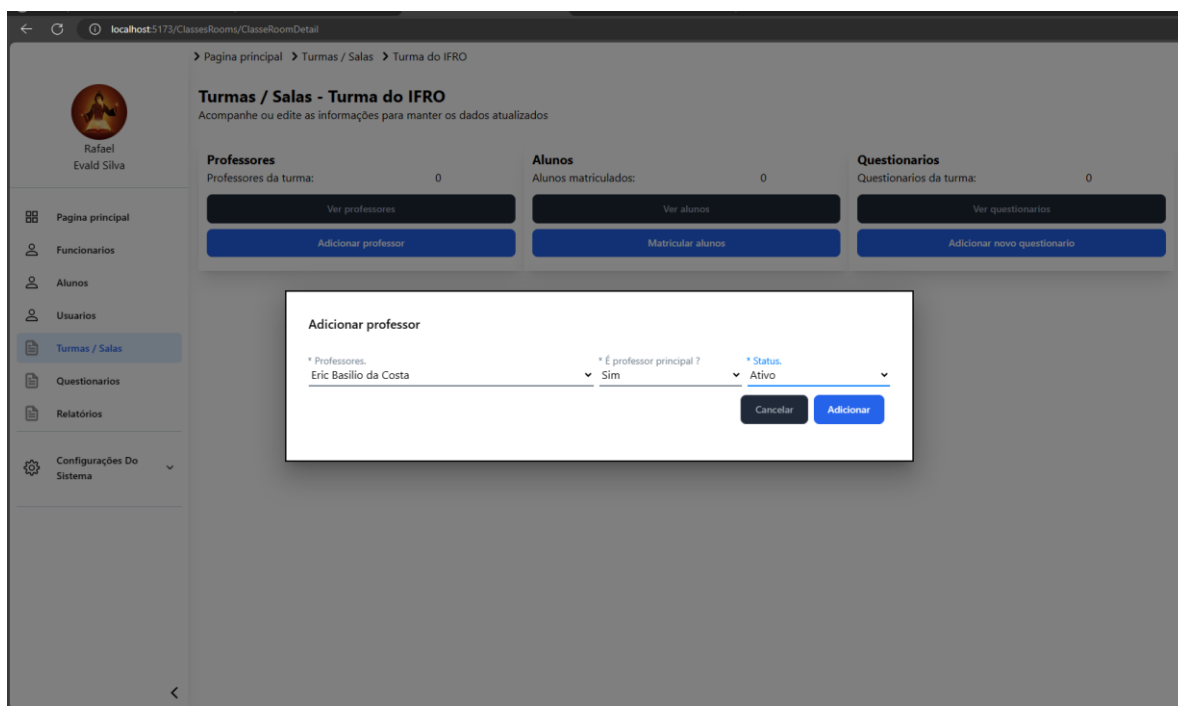 localhost:5173/ClassesRooms/ClasseRoomDetail
Pagina principal Turmas / Salas Turma do IFRO
Rafael
Evald Silva
Pagina principal
Funcionarios
Alunos
Usuarios
Turmas / Salas
Questionarios
Relatórios
Configurações Do
Sistema
Turmas / Salas - Turma do IFRO
Acompanhe ou edite as informações para manter os dados atualizados
Professores
Professores da turma: 0
Ver professores
Adicionar professor
Alunos
Alunos matriculados: 0
Ver alunos
Matricular alunos
Questionarios
Questionarios da turma: 0
Ver questionarios
Adicionar novo questionario
Adicionar professor
* Professores. * É professor principal ? * Status.
Eric Basilio da Costa Sim Ativo
Cancelar Adicionar